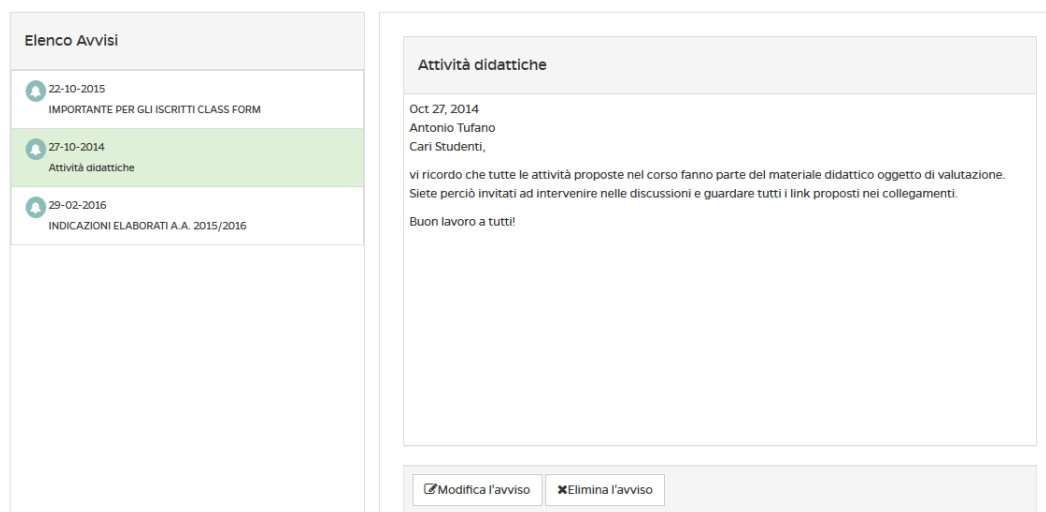 Elenco Avvisi
22-10-2015
IMPORTANTE PER GLI ISCRITTI CLASS FORM
27-10-2014
Attività didattiche
29-02-2016
INDICAZIONI ELABORATI A.A. 2015/2016
Attività didattiche
Oct 27, 2014
Antonio Tufano
Cari Studenti,
vi ricordo che tutte le attività proposte nel corso fanno parte del materiale didattico oggetto di valutazione.
Siete perciò invitati ad intervenire nelle discussioni e guardare tutti i link proposti nei collegamenti.
Buon lavoro a tutti!
Modifica l'avviso
Elimina l'avviso